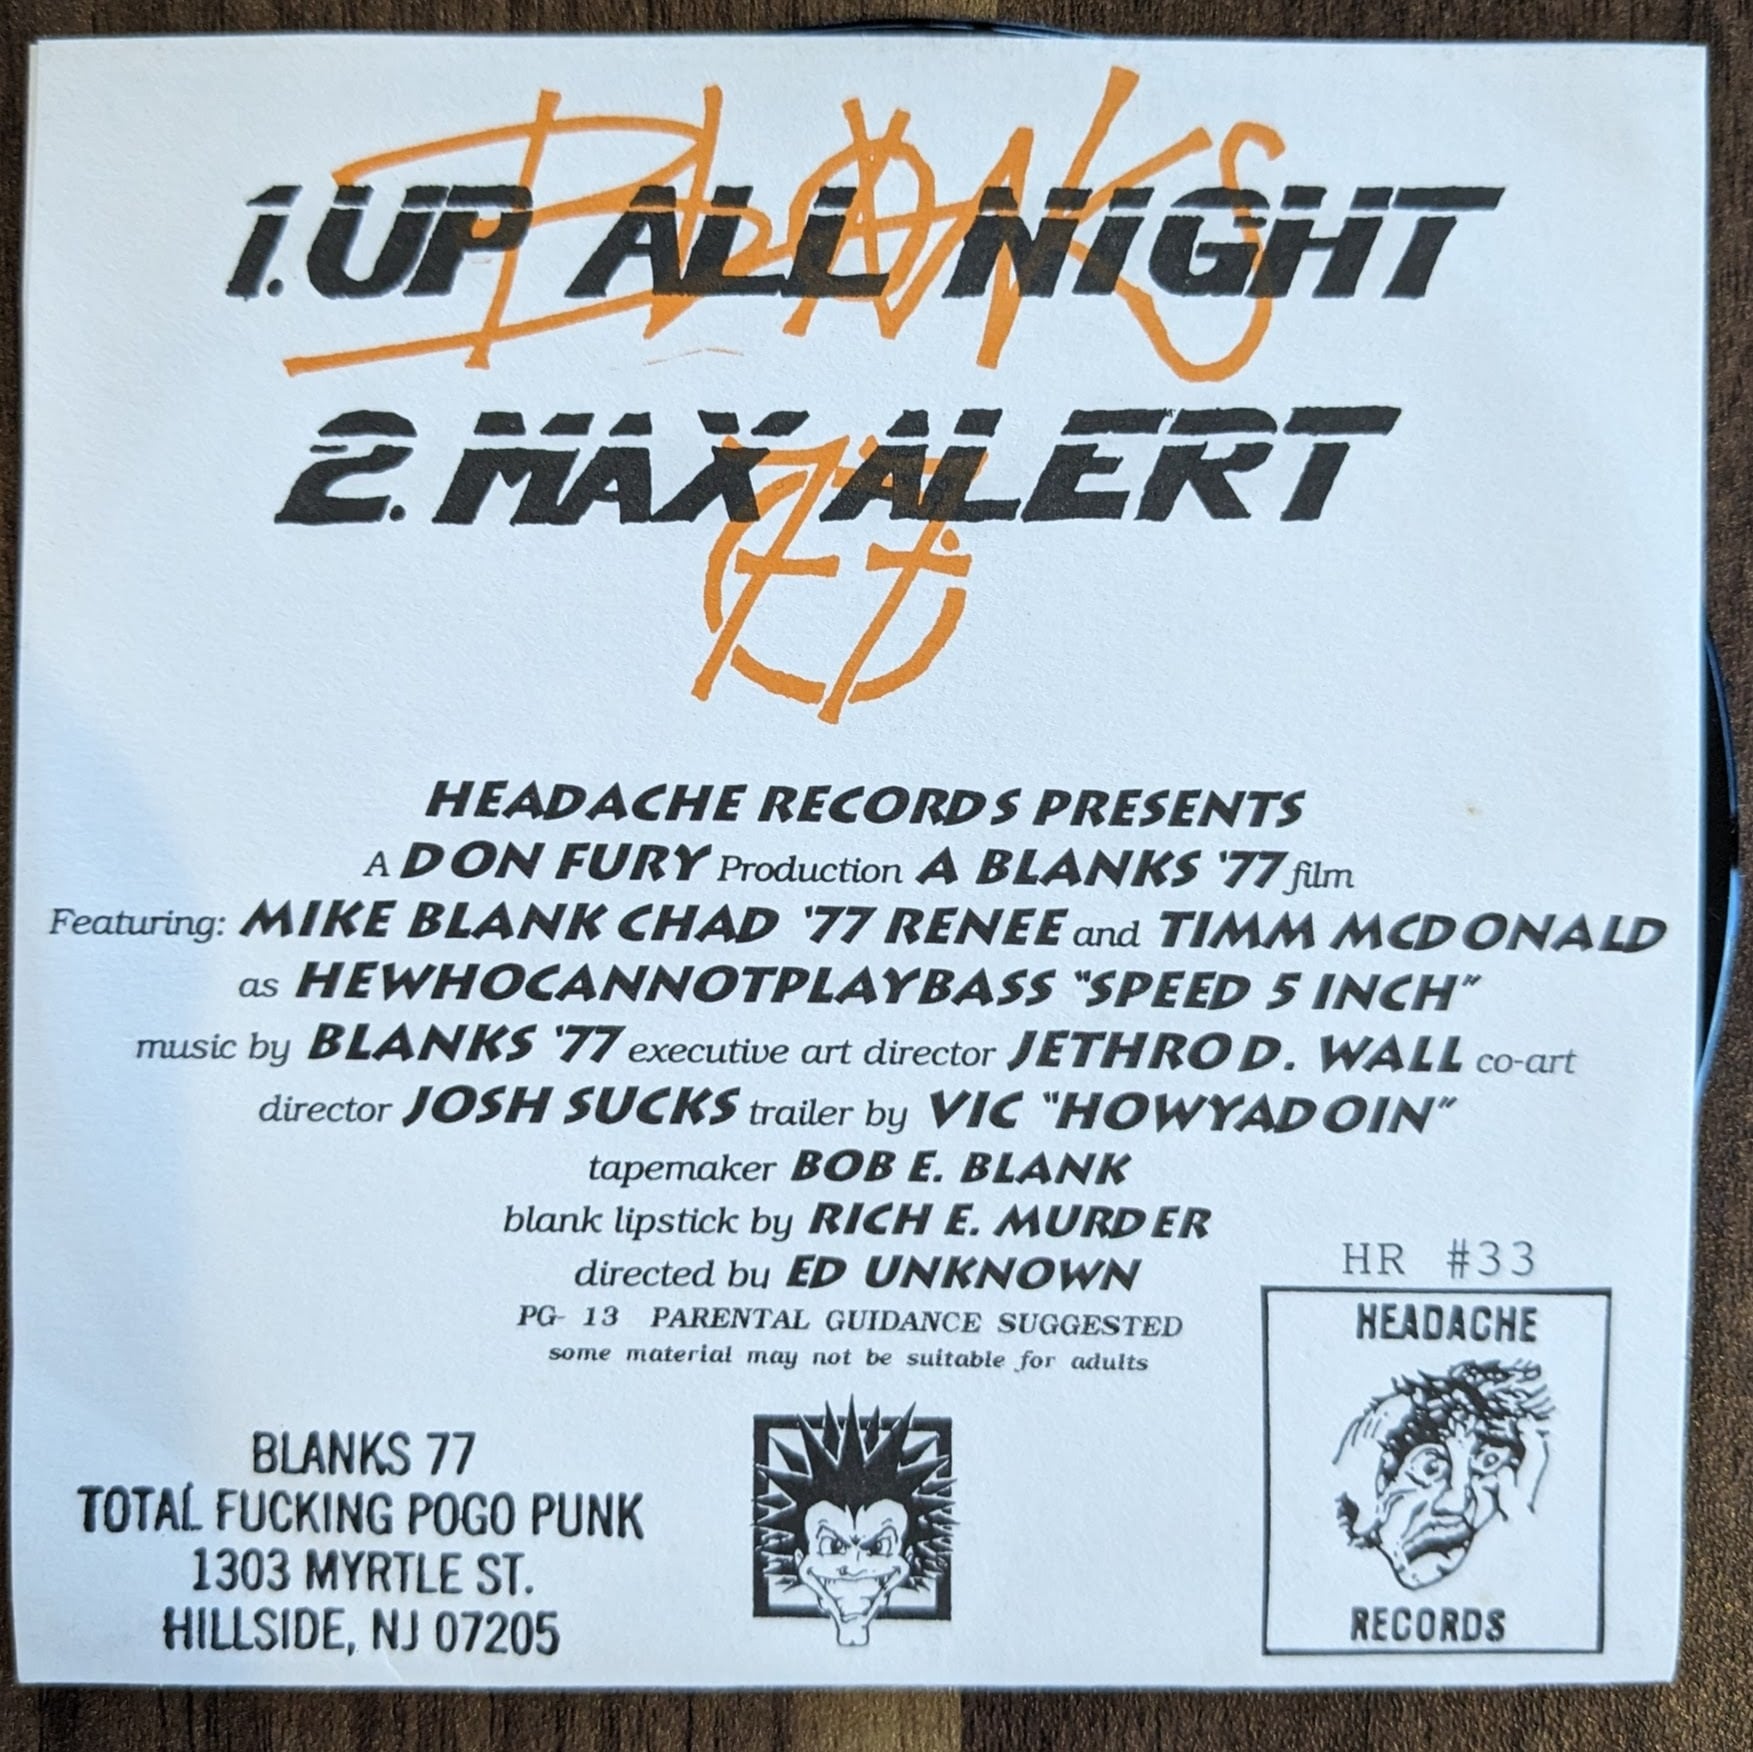 BLANKS
1. UP ALL NIGHT
2. MAX ALERT
77
HEADACHE RECORDS PRESENTS
A DON FURY Production A BLANKS '77 film
Featuring: MIKE BLANK CHAD '77 RENEE and TIMM MCDONALD
as HEWHOCANNOTPLAYBASS "SPEED 5 INCH"
music by BLANKS '77 executive art director JETHRO D. WALL co-art
director JOSH SUCKS trailer by VIC "HOWYADOIN"
tapemaker BOB E. BLANK
blank lipstick by RICH E. MURDER
directed by ED UNKNOWN
PG- 13 PARENTAL GUIDANCE SUGGESTED
some material may not be suitable for adults
BLANKS 77
TOTAL FUCKING POGO PUNK
1303 MYRTLE ST.
HILLSIDE, NJ 07205
HR #33
HEADACHE
RECORDS